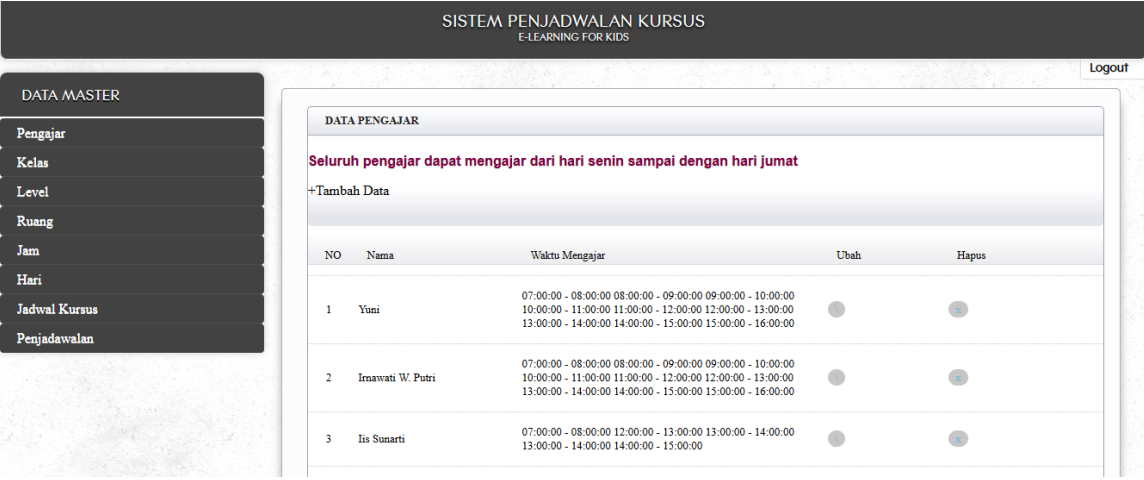 SISTEM PENJADWALAN KURSUS
E-LEARNING FOR KIDS
Logout
DATA MASTER
Pengajar
Kelas
Level
Ruang
Jam
Hari
Jadwal Kursus
Penjadawalan
DATA PENGAJAR
Seluruh pengajar dapat mengajar dari hari senin sampai dengan hari jumat
+Tambah Data
NO Nama Waktu Mengajar Ubah Hapus
07:00:00 - 08:00:00 08:00:00 - 09:00:00 09:00:00 - 10:00:00
1 Yuni 10:00:00 - 11:00:00 11:00:00 - 12:00:00 12:00:00 - 13:00:00 x
13:00:00 - 14:00:00 14:00:00 - 15:00:00 15:00:00 - 16:00:00
07:00:00 - 08:00:00 08:00:00 - 09:00:00 09:00:00 - 10:00:00
2 Irnawati W. Putri 10:00:00 - 11:00:00 11:00:00 - 12:00:00 12:00:00 - 13:00:00 x
13:00:00 - 14:00:00 14:00:00 - 15:00:00 15:00:00 - 16:00:00
07:00:00 - 08:00:00 12:00:00 - 13:00:00 13:00:00 - 14:00:00
3 Iis Sunarti x
13:00:00 - 14:00:00 14:00:00 - 15:00:00